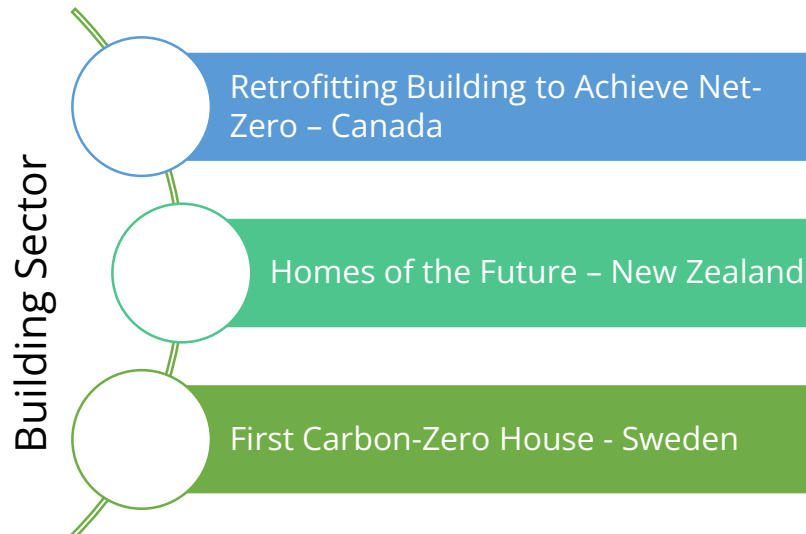 Building Sector
Retrofitting Building to Achieve Net-
Zero – Canada
Homes of the Future – New Zealand
First Carbon-Zero House - Sweden